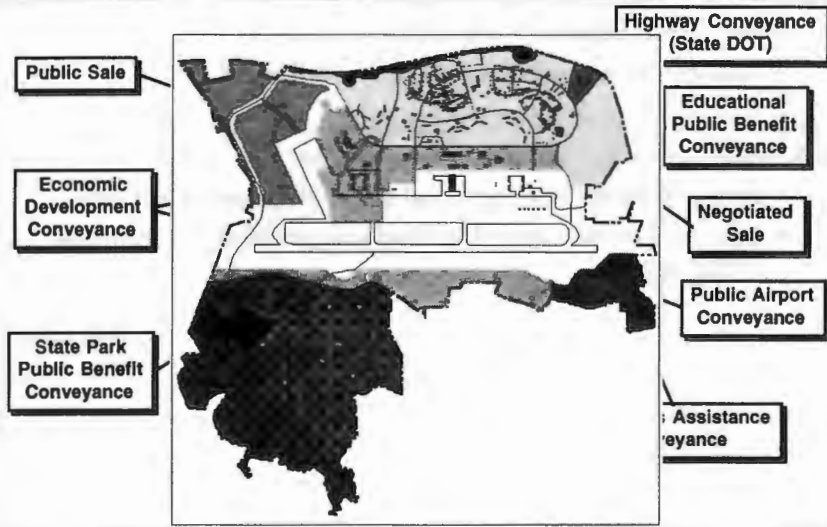 Highway Conveyance
(State DOT)
Public Sale
Educational
Public Benefit
Conveyance
Economic
Development
Conveyance
Negotiated
Sale
Public Airport
Conveyance
State Park
Public Benefit
Conveyance
Assistance